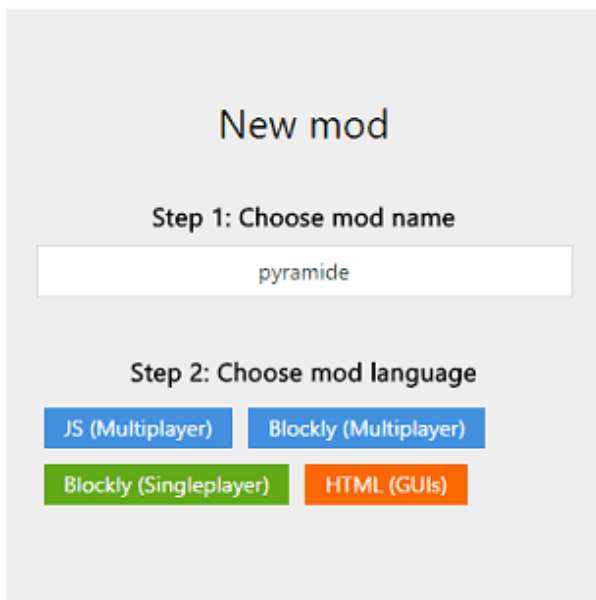 New mod
Step 1: Choose mod name
pyramide
Step 2: Choose mod language
JS (Multiplayer) Blockly (Multiplayer)
Blockly (Singleplayer) HTML (GUIs)